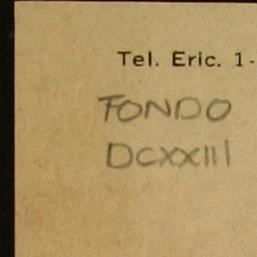 Tel. Eric. 1-
FONDO
DCXXIII